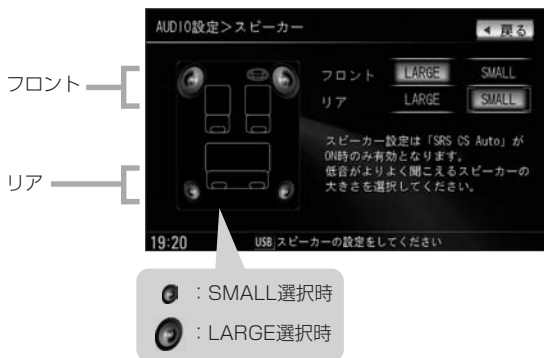 AUDIO設定＞スピーカー
◀ 戻る
フロント
フロント LARGE SMALL
リア LARGE SMALL
スピーカー設定は「SRS CS Auto」が
ON時のみ有効となります。
低音がよりよく聞こえるスピーカーの
大きさを選択してください。
リア
19:20 USB スピーカーの設定をしてください
：SMALL選択時
：LARGE選択時